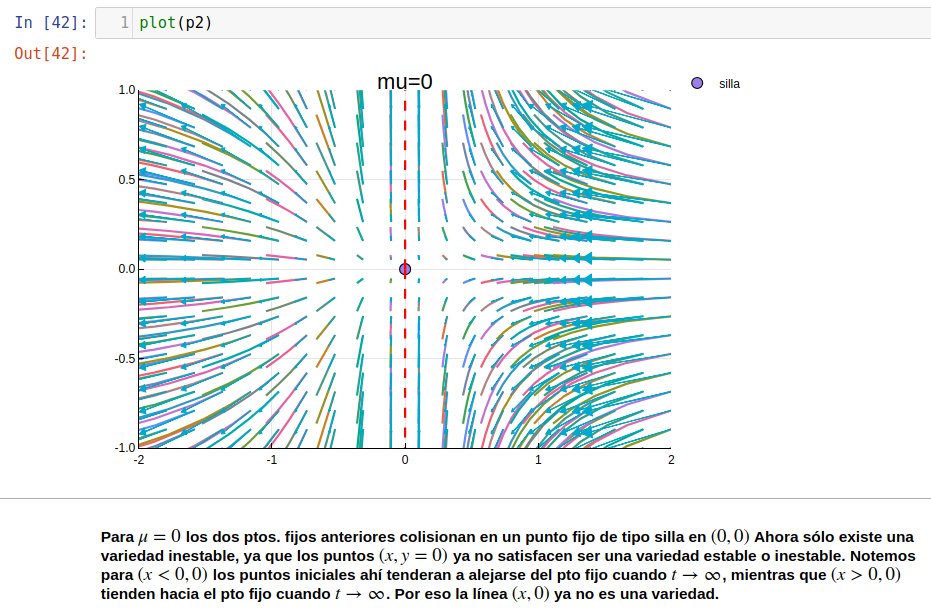 In [42]: 1 plot(p2)
Out[42]:
mu=0
silla
1.0
0.5
0.0
-0.5
-1.0
-2 -1 0 1 2
Para μ = 0 los dos ptos. fijos anteriores colisionan en un punto fijo de tipo silla en (0, 0) Ahora sólo existe una
variedad inestable, ya que los puntos (x, y = 0) ya no satisfacen ser una variedad estable o inestable. Notemos
para (x < 0, 0) los puntos iniciales ahí tenderan a alejarse del pto fijo cuando t → ∞, mientras que (x > 0, 0)
tienden hacia el pto fijo cuando t → ∞. Por eso la línea (x, 0) ya no es una variedad.